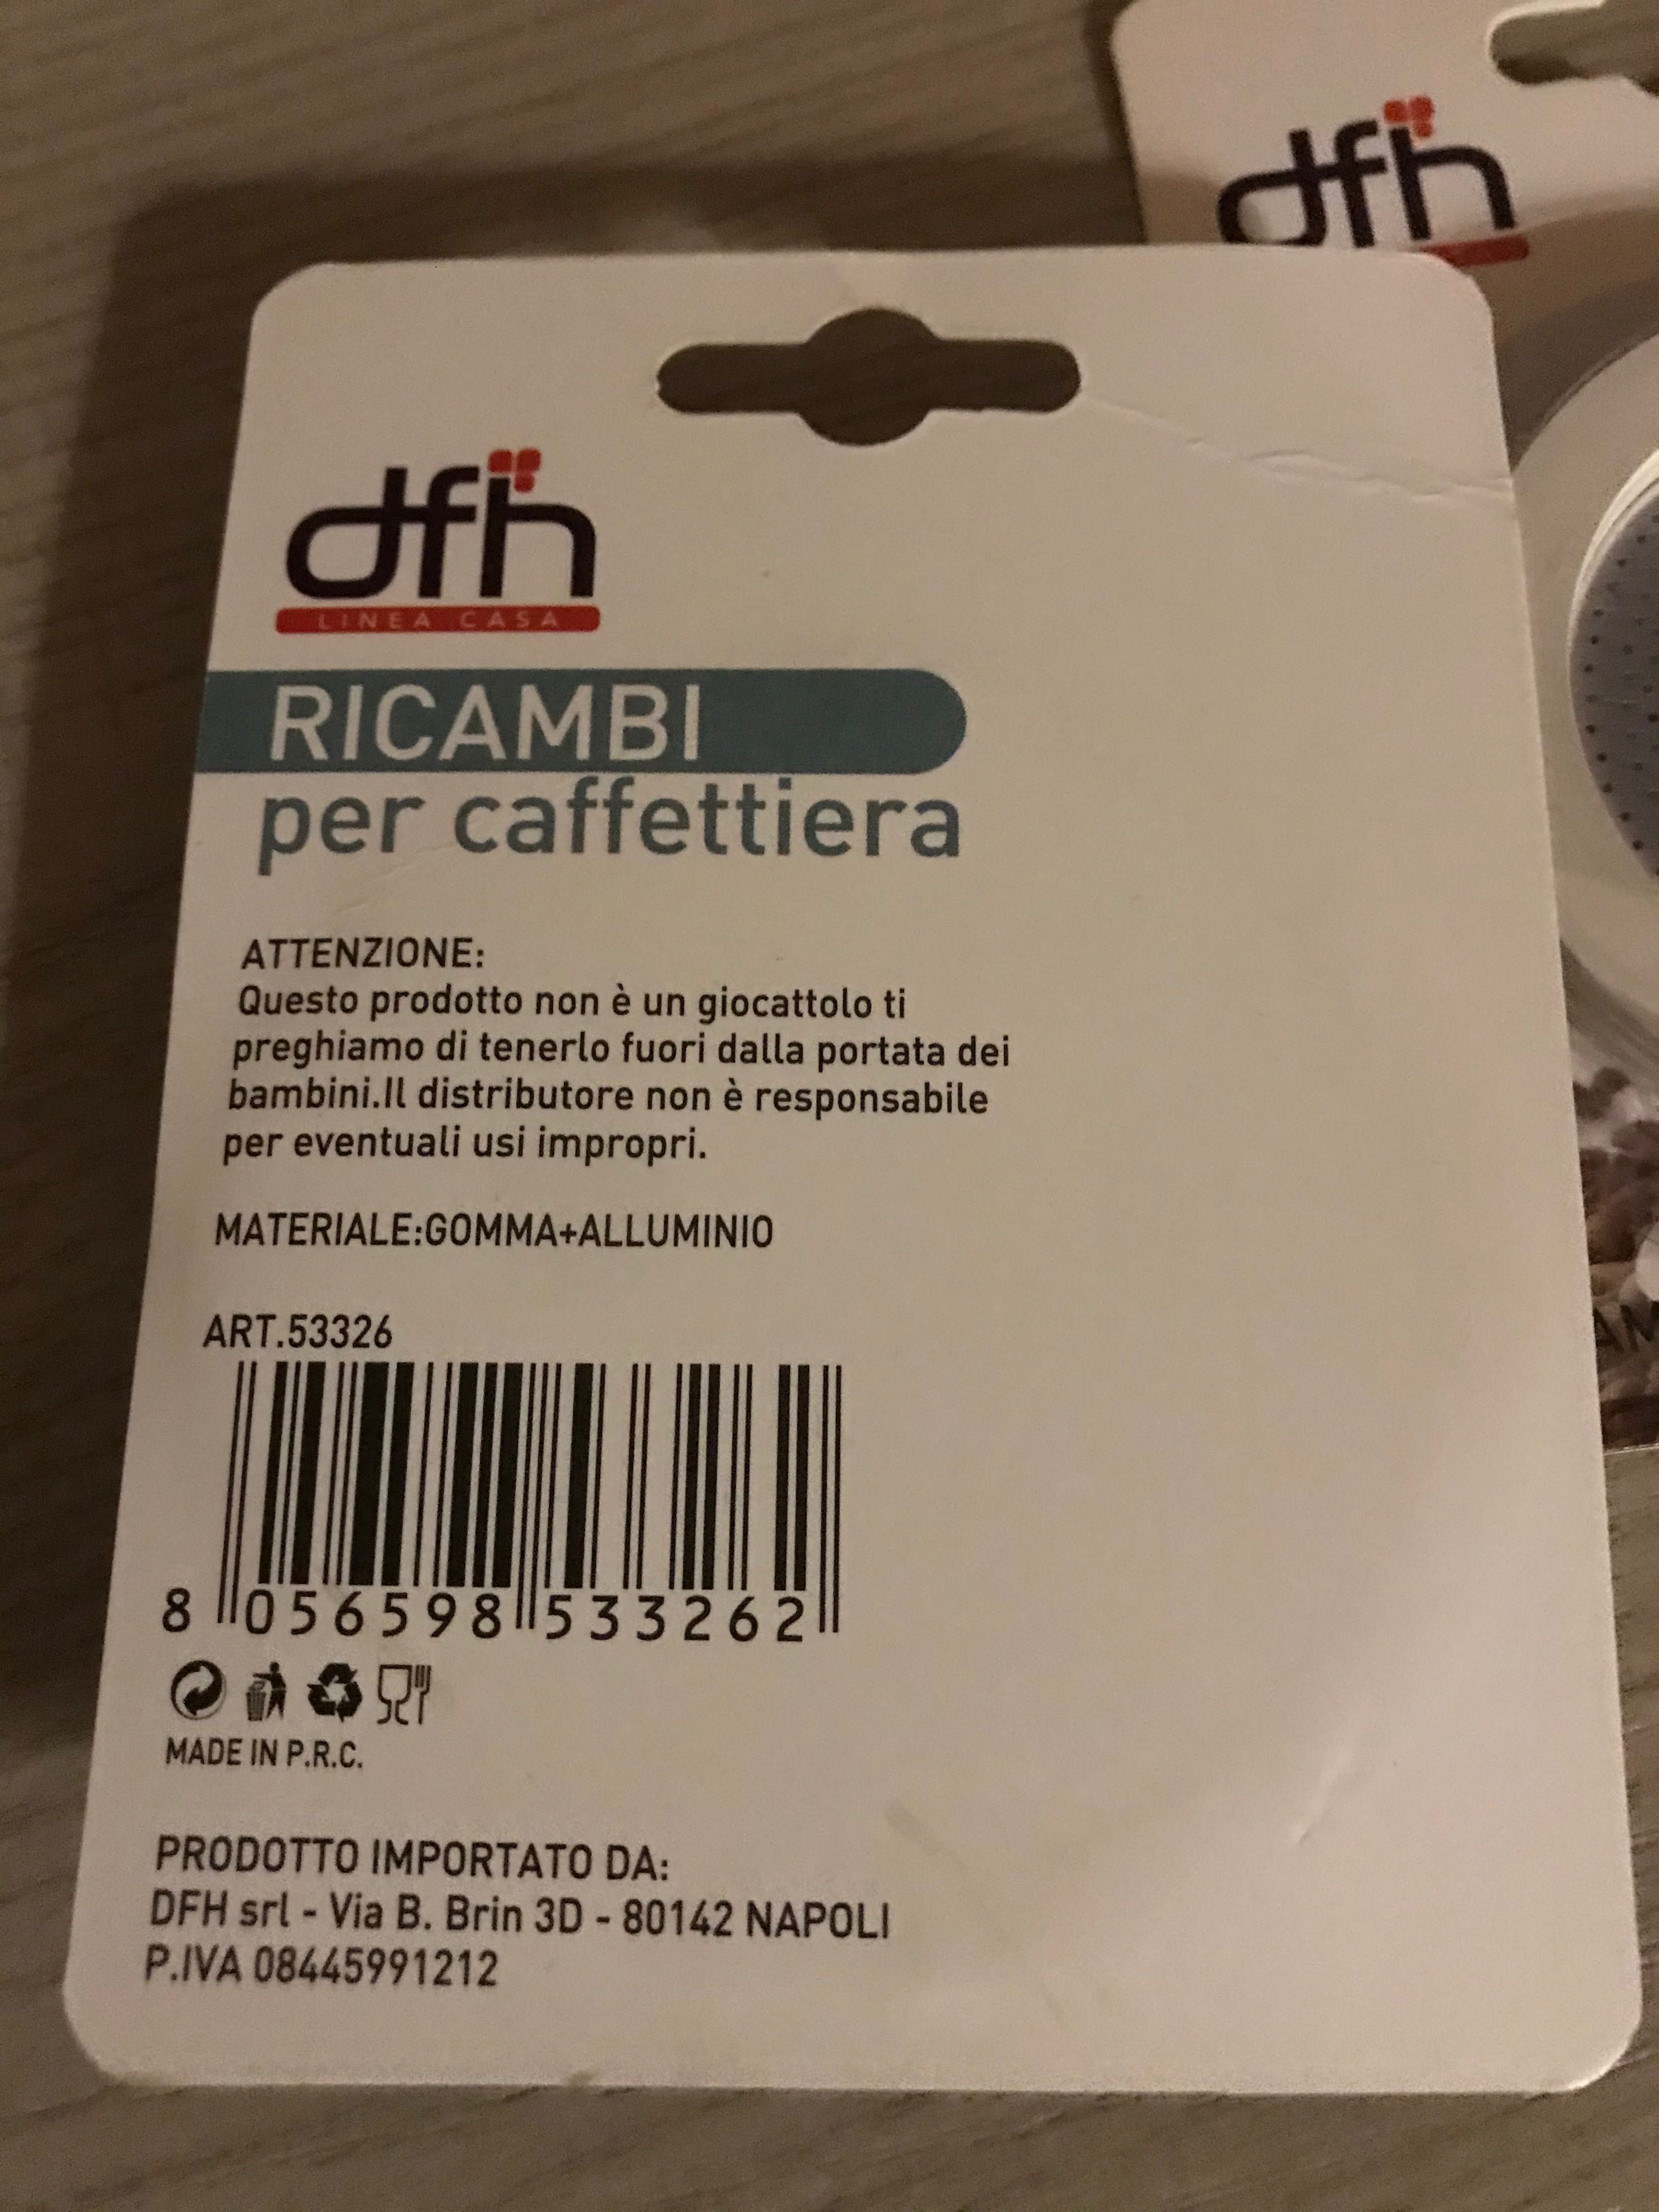 dfh
dfh
LINEA CASA
RICAMBI
per caffettiera
ATTENZIONE:
Questo prodotto non è un giocattolo ti
preghiamo di tenerlo fuori dalla portata dei
bambini.Il distributore non è responsabile
per eventuali usi impropri.
MATERIALE:GOMMA+ALLUMINIO
ART.53326
8 056598 533262
MADE IN P.R.C.
PRODOTTO IMPORTATO DA:
DFH srl - Via B. Brin 3D - 80142 NAPOLI
P.IVA 08445991212